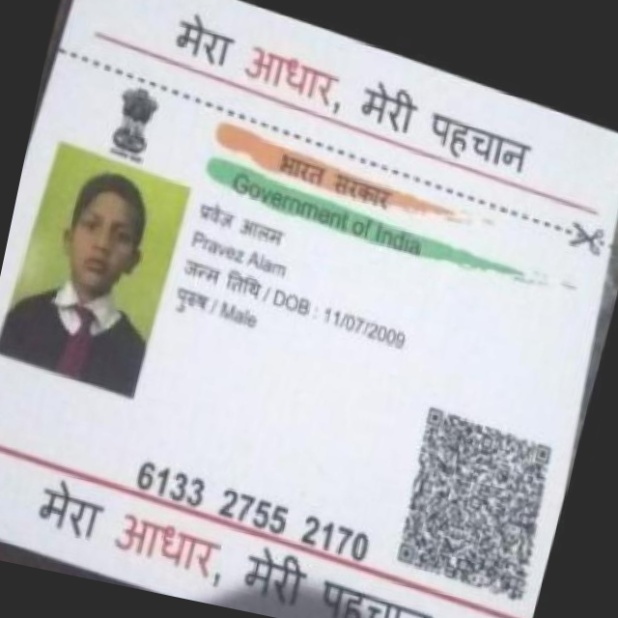 मेरा आधार, मेरी पहचान
भारत सरकार
Government of India
प्रवेज़ आलम
Pravez Alam
जन्म तिथि / DOB : 11/07/2009
पुरुष / Male
6133 2755 2170
मेरा आधार, मेरी पहचान